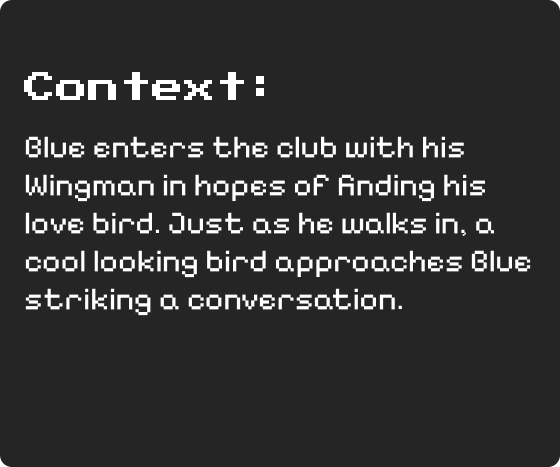 Context:
Blue enters the club with his
Wingman in hopes of finding his
love bird. Just as he walks in, a
cool looking bird approaches Blue
striking a conversation.